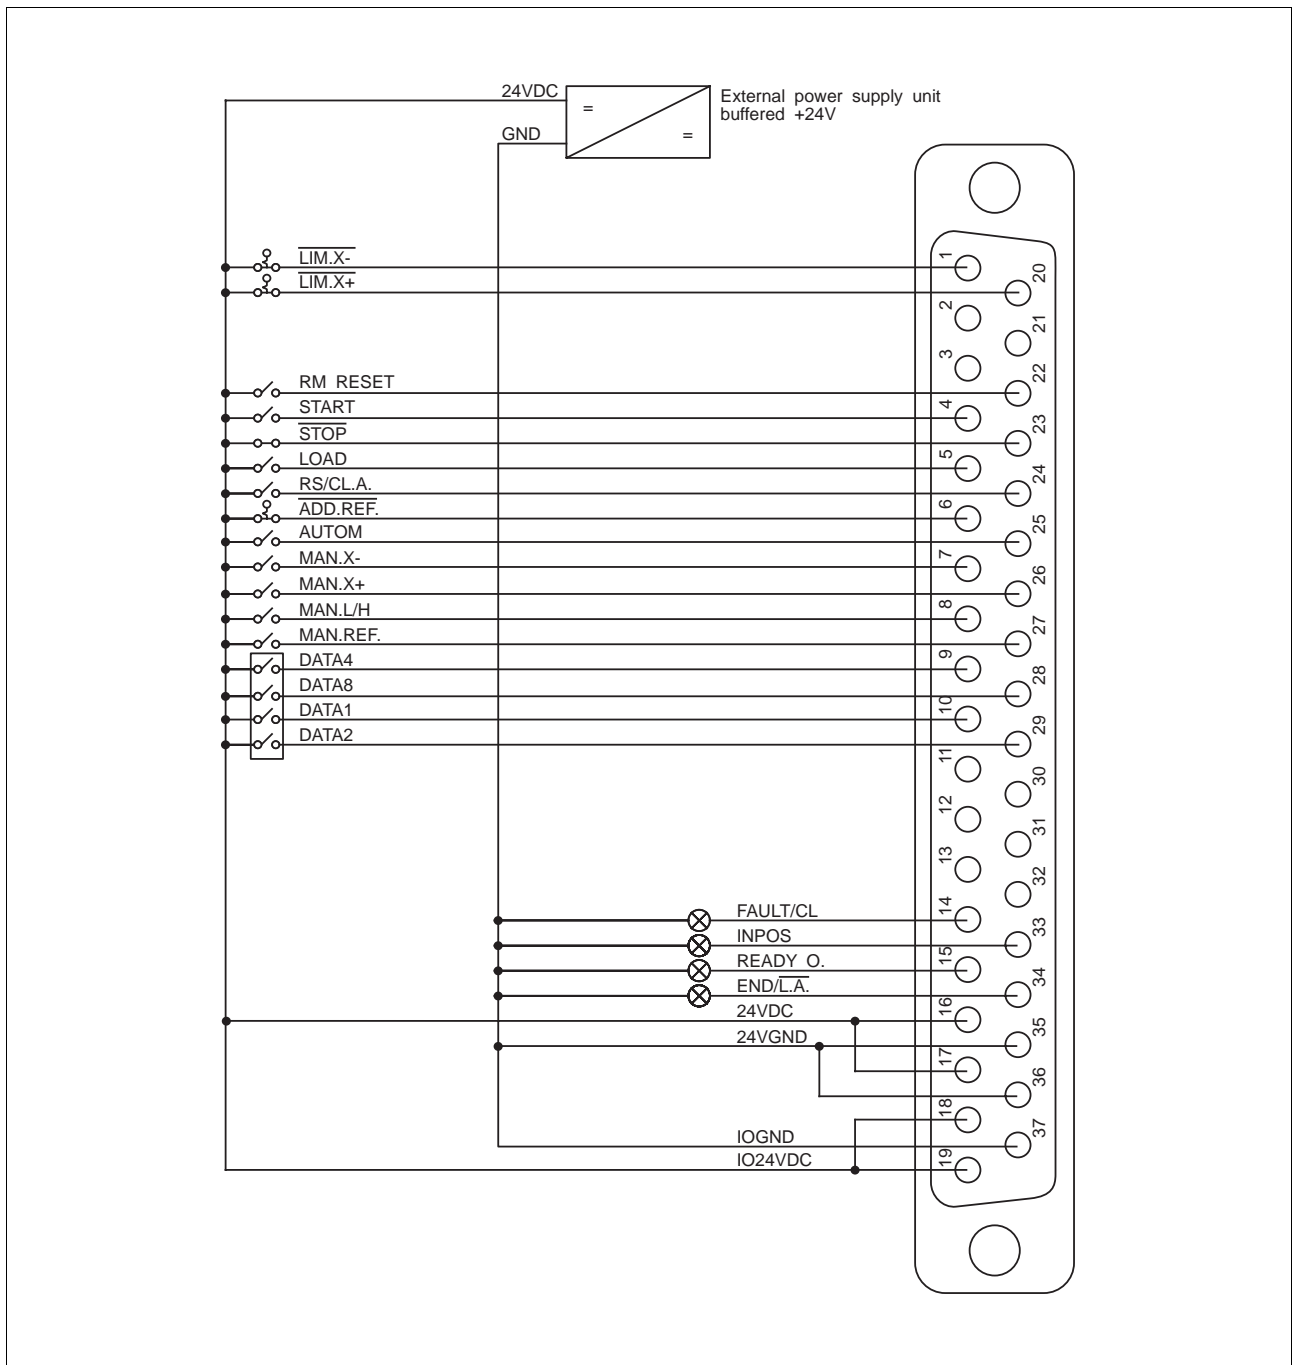 24VDC
=
=
External power supply unit
buffered +24V
GND
LIM.X-
LIM.X+
RM RESET
START
STOP
LOAD
RS/CL.A.
ADD.REF.
AUTOM
MAN.X-
MAN.X+
MAN.L/H
MAN.REF.
DATA4
DATA8
DATA1
DATA2
FAULT/CL
INPOS
READY O.
END/L.A.
24VDC
24VGND
IOGND
IO24VDC
1
20
2
21
3
22
4
23
5
24
6
25
7
26
8
27
9
28
10
29
11
30
12
31
13
32
14
33
15
34
16
35
17
36
18
37
19